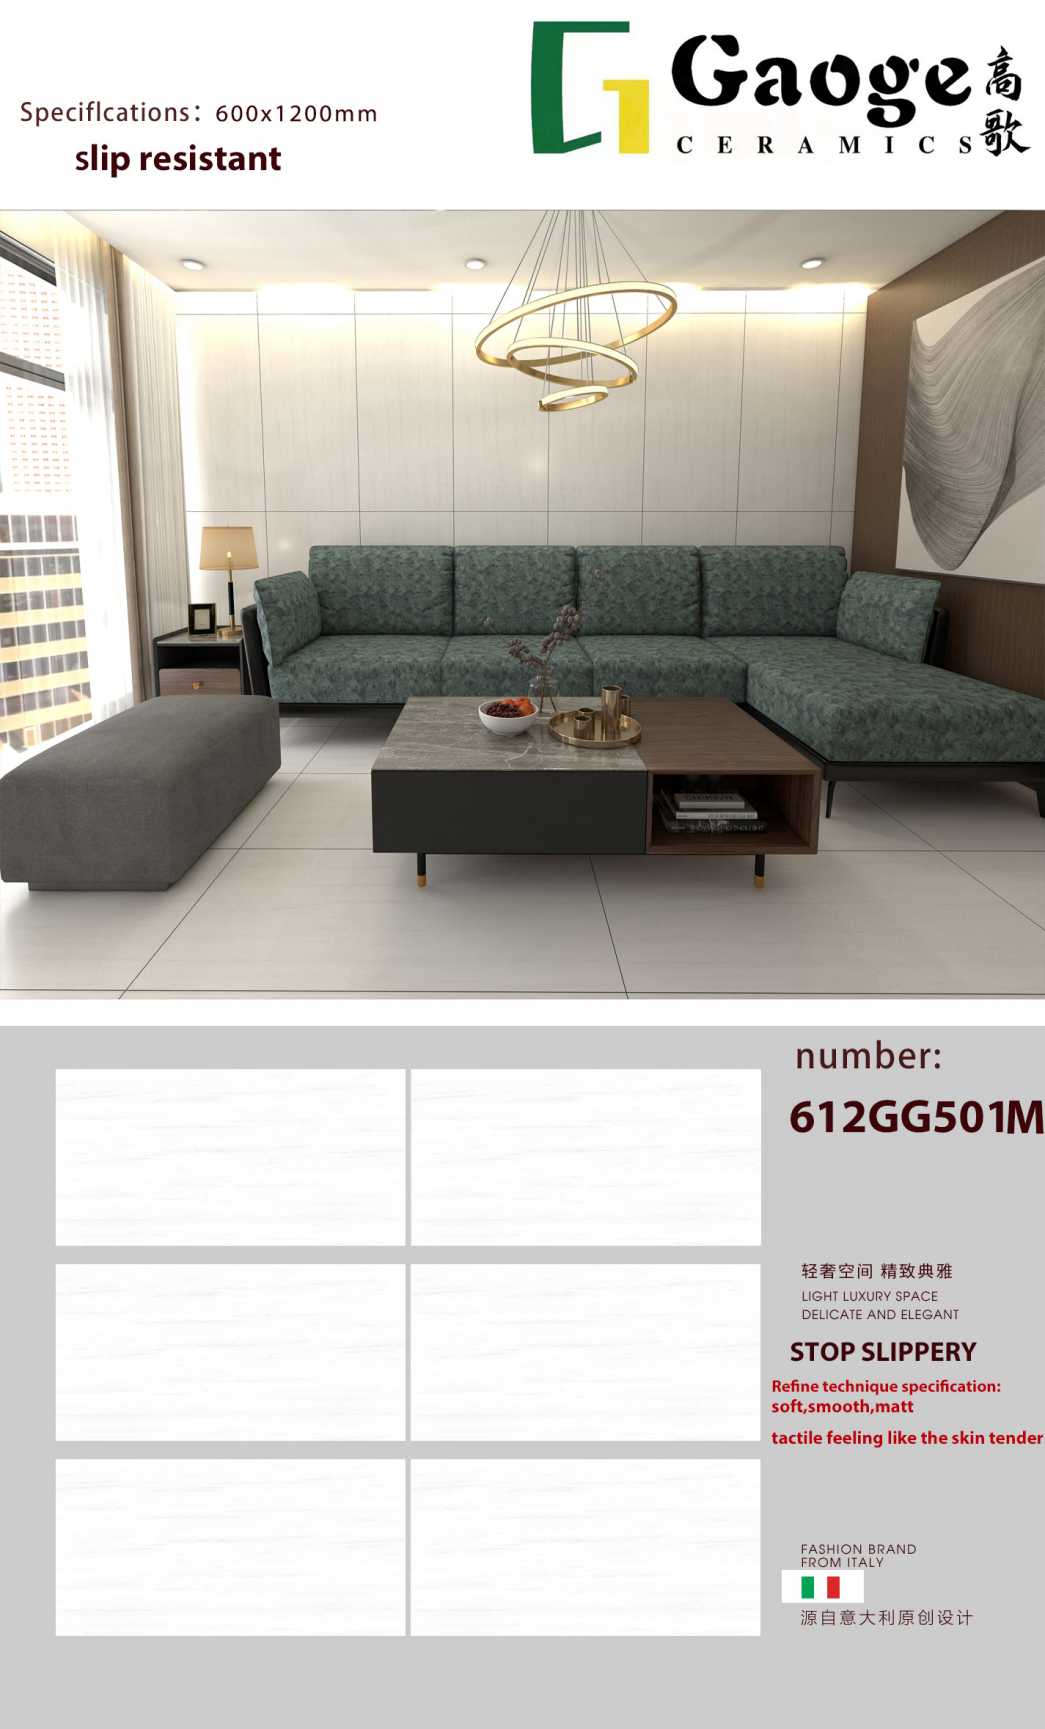 Speciflcations：600x1200mm
slip resistant
Gaoge 高歌
CERAMICS
number:
612GG501M
轻奢空间 精致典雅
LIGHT LUXURY SPACE
DELICATE AND ELEGANT
STOP SLIPPERY
Refine technique specification:
soft,smooth,matt
tactile feeling like the skin tender
FASHION BRAND
FROM ITALY
源自意大利原创设计